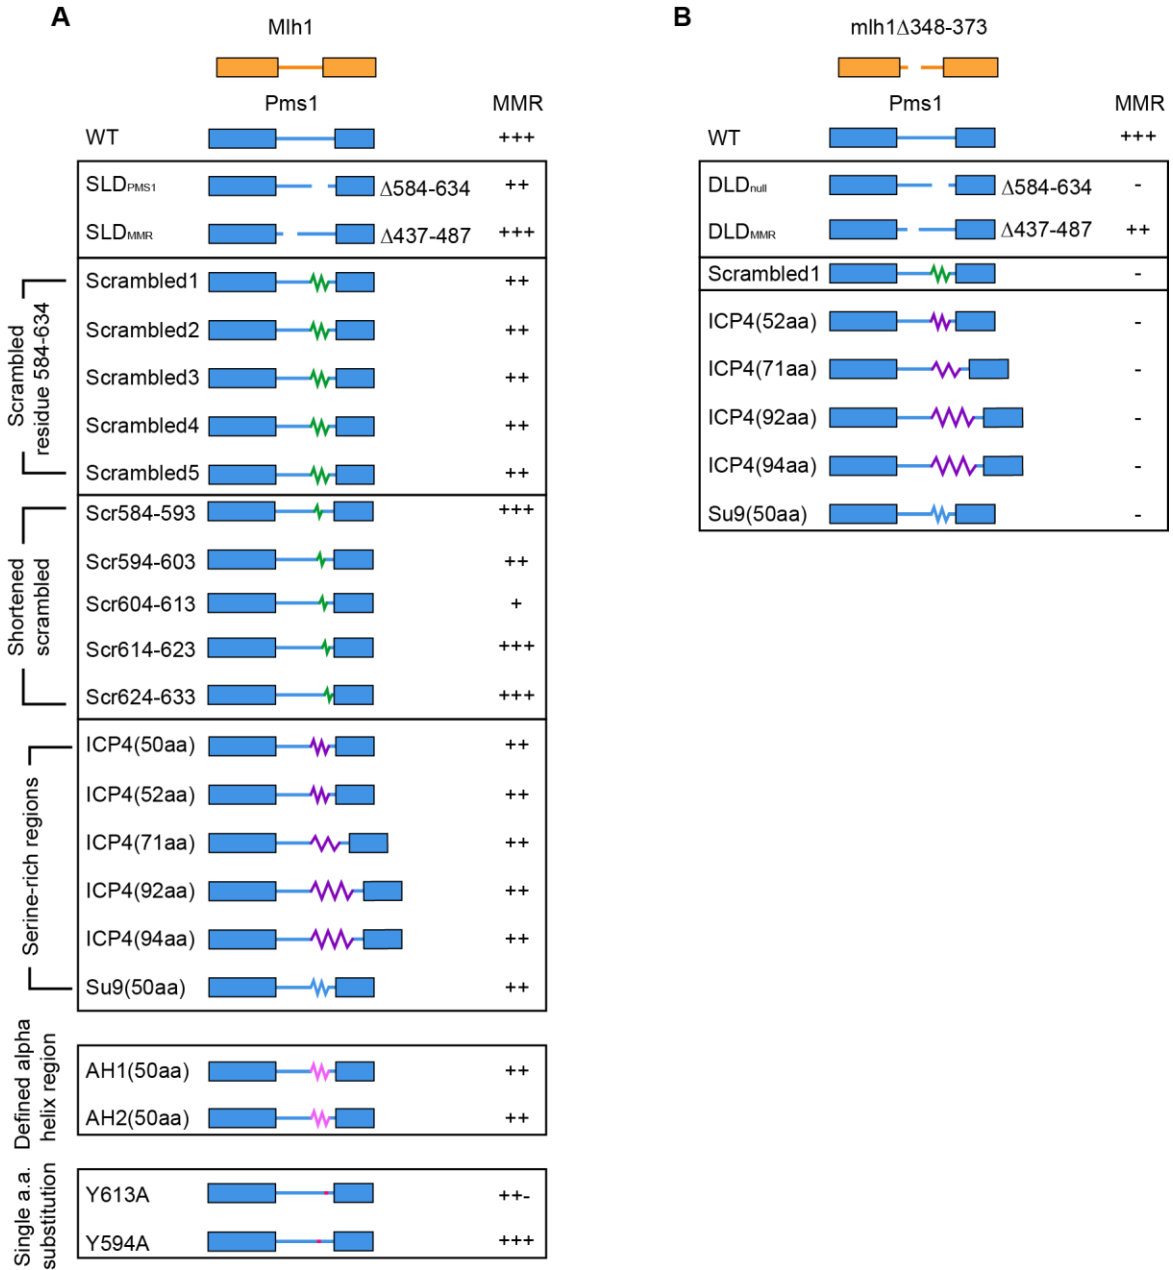 A
Mlh1
Pms1 MMR
WT +++
SLDPMS1 Δ584-634 ++
SLDMMR Δ437-487 +++
Scrambled
residue 584-634
Scrambled1 ++
Scrambled2 ++
Scrambled3 ++
Scrambled4 ++
Scrambled5 ++
Shortened
scrambled
Scr584-593 +++
Scr594-603 ++
Scr604-613 +
Scr614-623 +++
Scr624-633 +++
Serine-rich regions
ICP4(50aa) ++
ICP4(52aa) ++
ICP4(71aa) ++
ICP4(92aa) ++
ICP4(94aa) ++
Su9(50aa) ++
Defined alpha
helix region
AH1(50aa) ++
AH2(50aa) ++
Single a.a.
substitution
Y613A ++-
Y594A +++
B
mlh1Δ348-373
Pms1 MMR
WT +++
DLDnull Δ584-634 -
DLDMMR Δ437-487 ++
Scrambled1 -
ICP4(52aa) -
ICP4(71aa) -
ICP4(92aa) -
ICP4(94aa) -
Su9(50aa) -